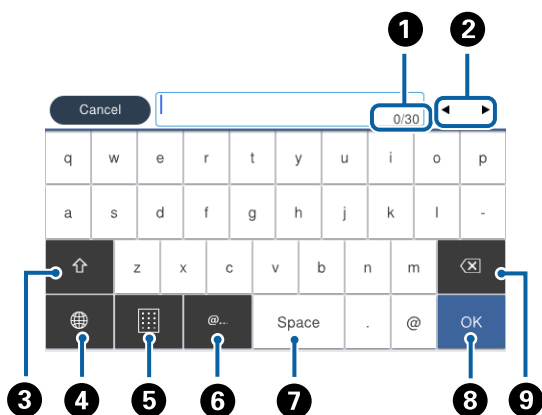 1 2
Cancel 0/30
q w e r t y u i o p
a s d f g h j k l -
z x c v b n m
@... Space . @ OK
3 4 5 6 7 8 9